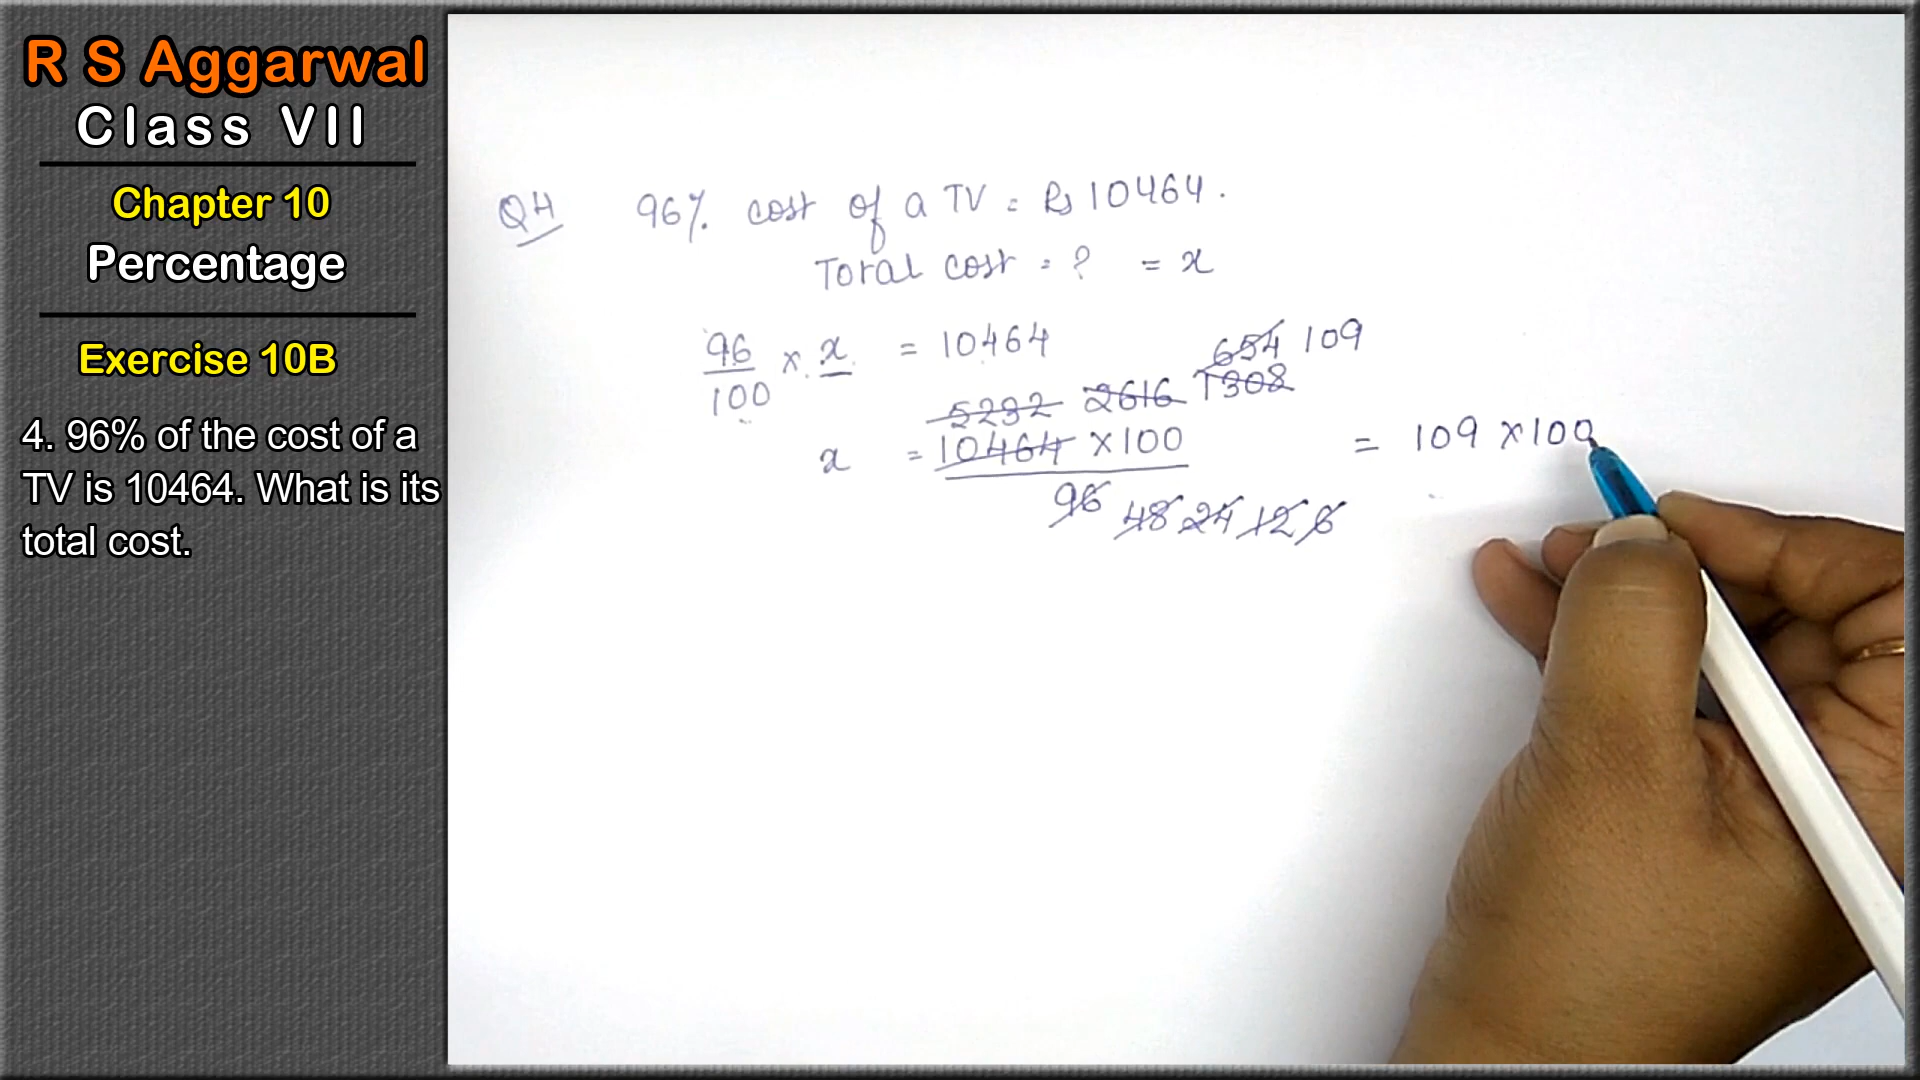 R S Aggarwal
Class VII
Chapter 10
Percentage
Exercise 10B
4. 96% of the cost of a
TV is 10464. What is its
total cost.
Q4 96% cost of a TV = Rs 10464.
Total cost = ? = x
96/100 × x = 10464
654 109
5232 2616 1308
x = 10464 × 100 = 109 × 100
96 48 24 12 6